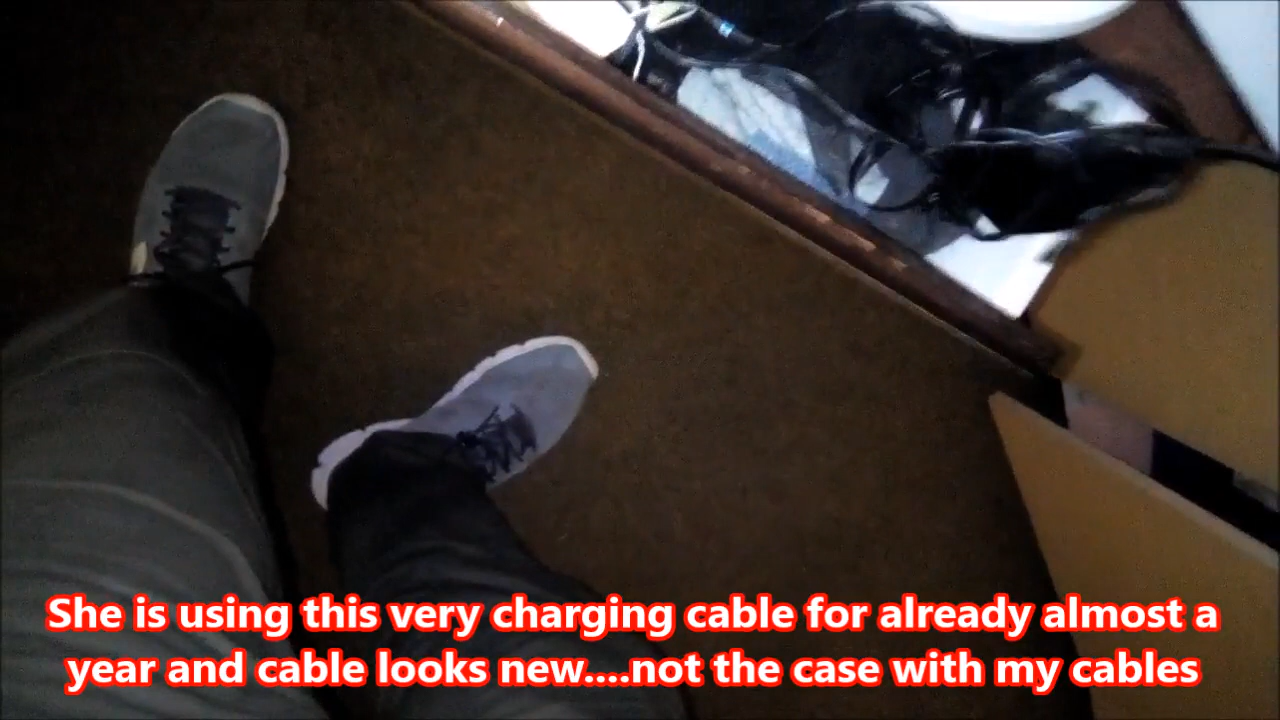 She is using this very charging cable for already almost a
year and cable looks new....not the case with my cables